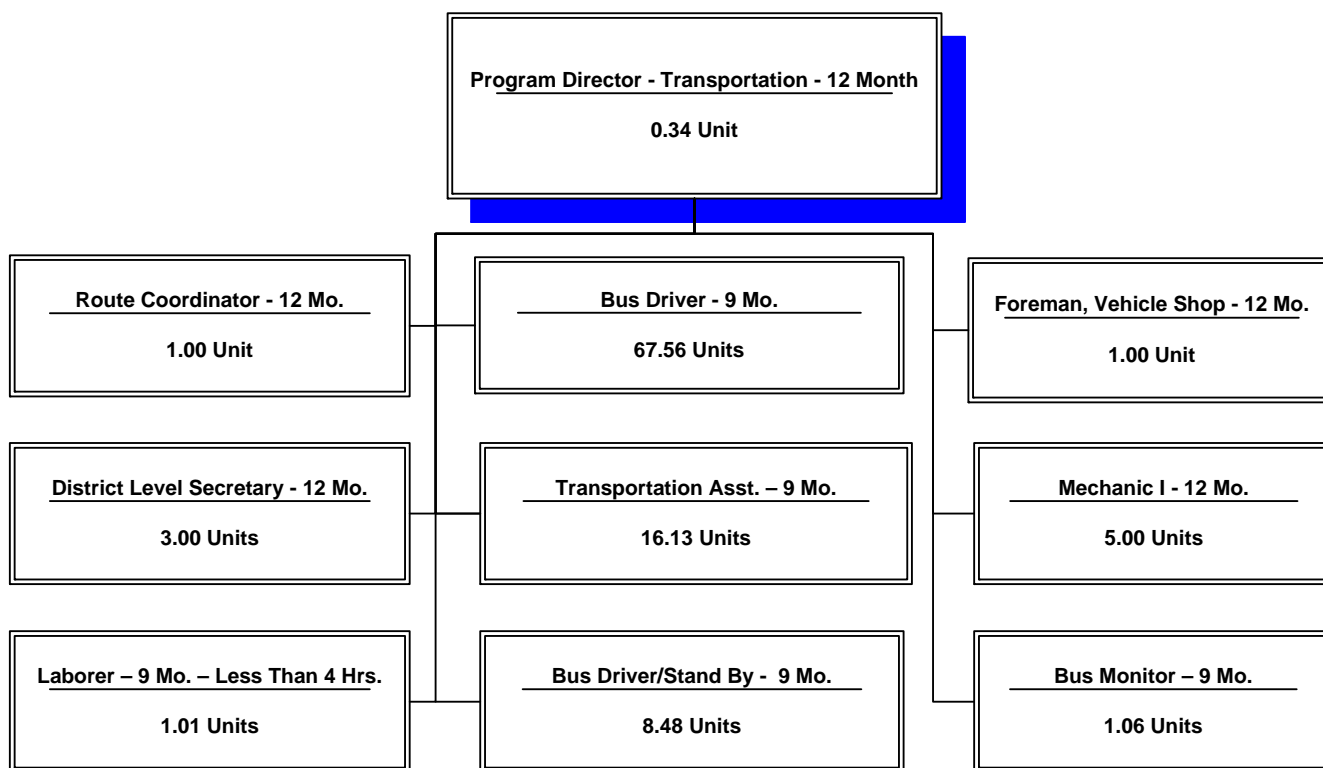 Program Director - Transportation - 12 Month
0.34 Unit
Route Coordinator - 12 Mo.
1.00 Unit
Bus Driver - 9 Mo.
67.56 Units
Foreman, Vehicle Shop - 12 Mo.
1.00 Unit
District Level Secretary - 12 Mo.
3.00 Units
Transportation Asst. – 9 Mo.
16.13 Units
Mechanic I - 12 Mo.
5.00 Units
Laborer – 9 Mo. – Less Than 4 Hrs.
1.01 Units
Bus Driver/Stand By - 9 Mo.
8.48 Units
Bus Monitor – 9 Mo.
1.06 Units